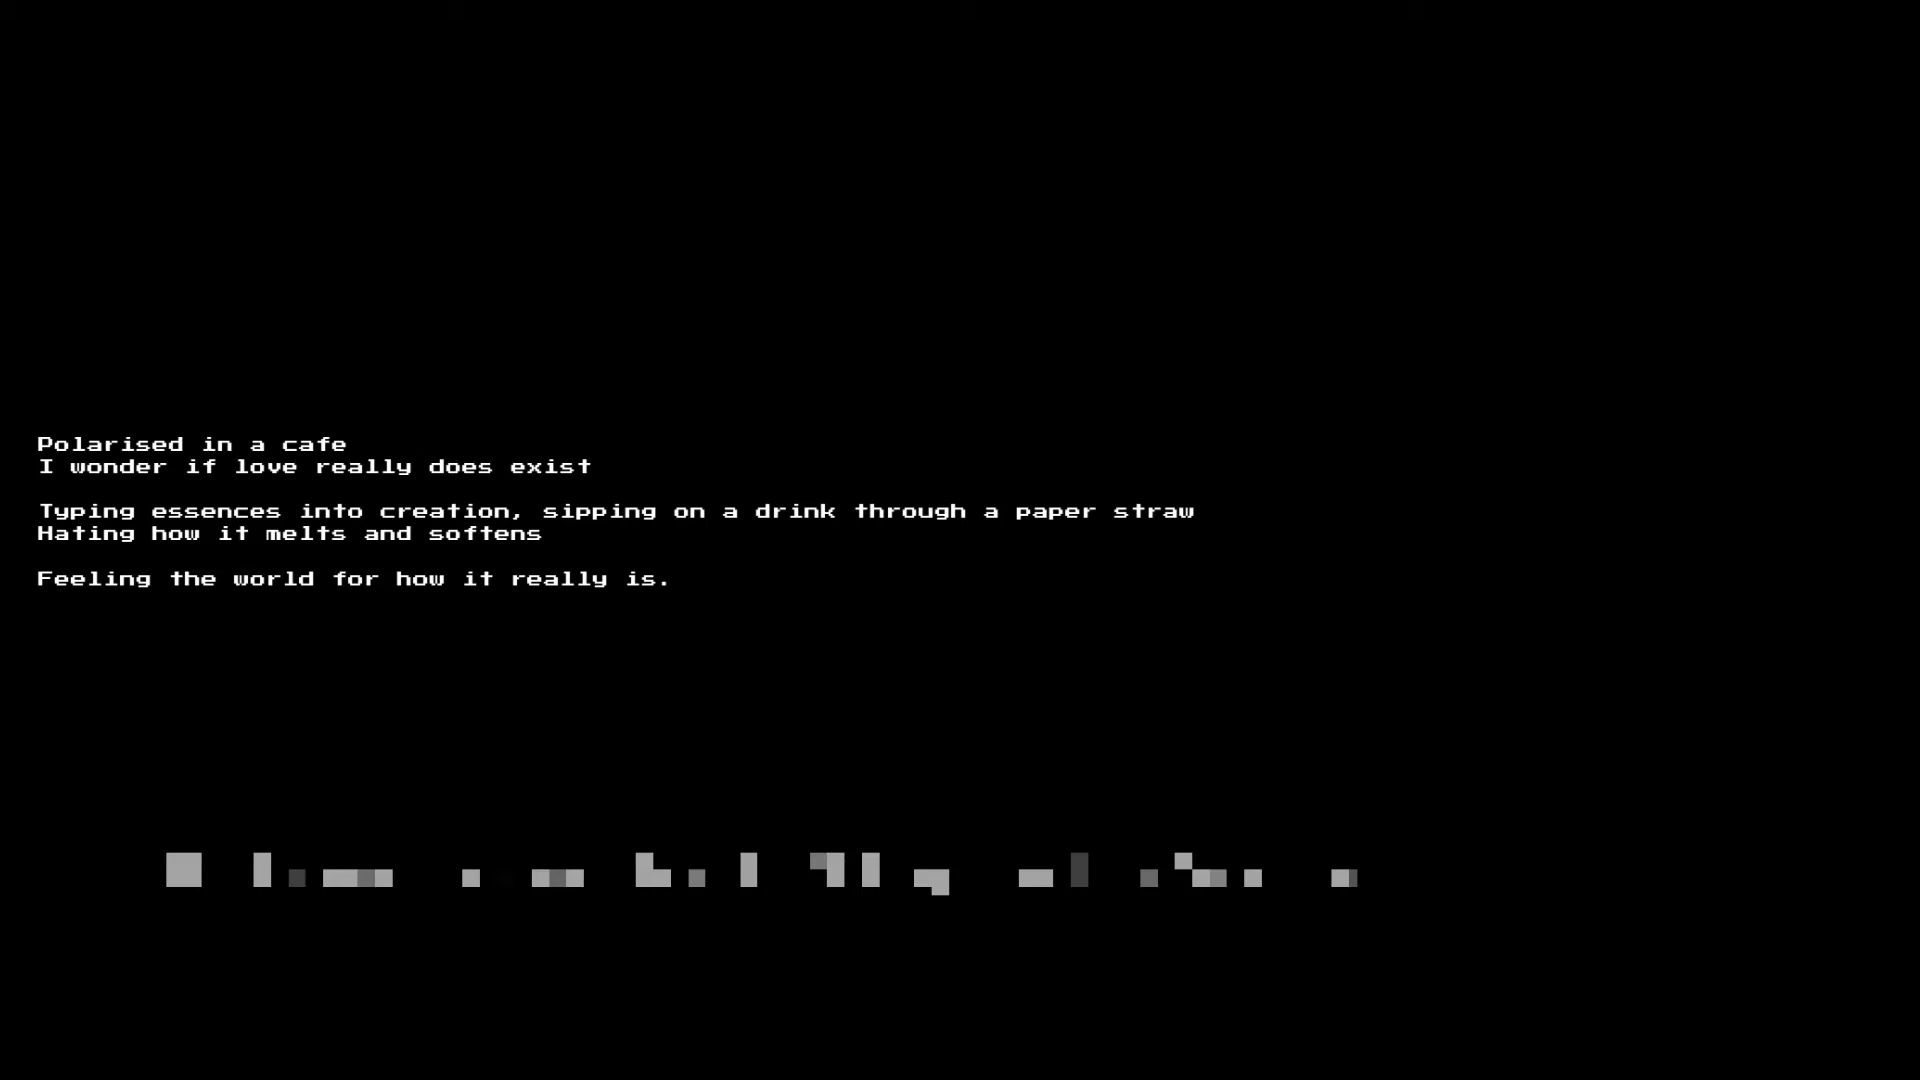 Polarised in a cafe
I wonder if love really does exist
Typing essences into creation, sipping on a drink through a paper straw
Hating how it melts and softens
Feeling the world for how it really is.